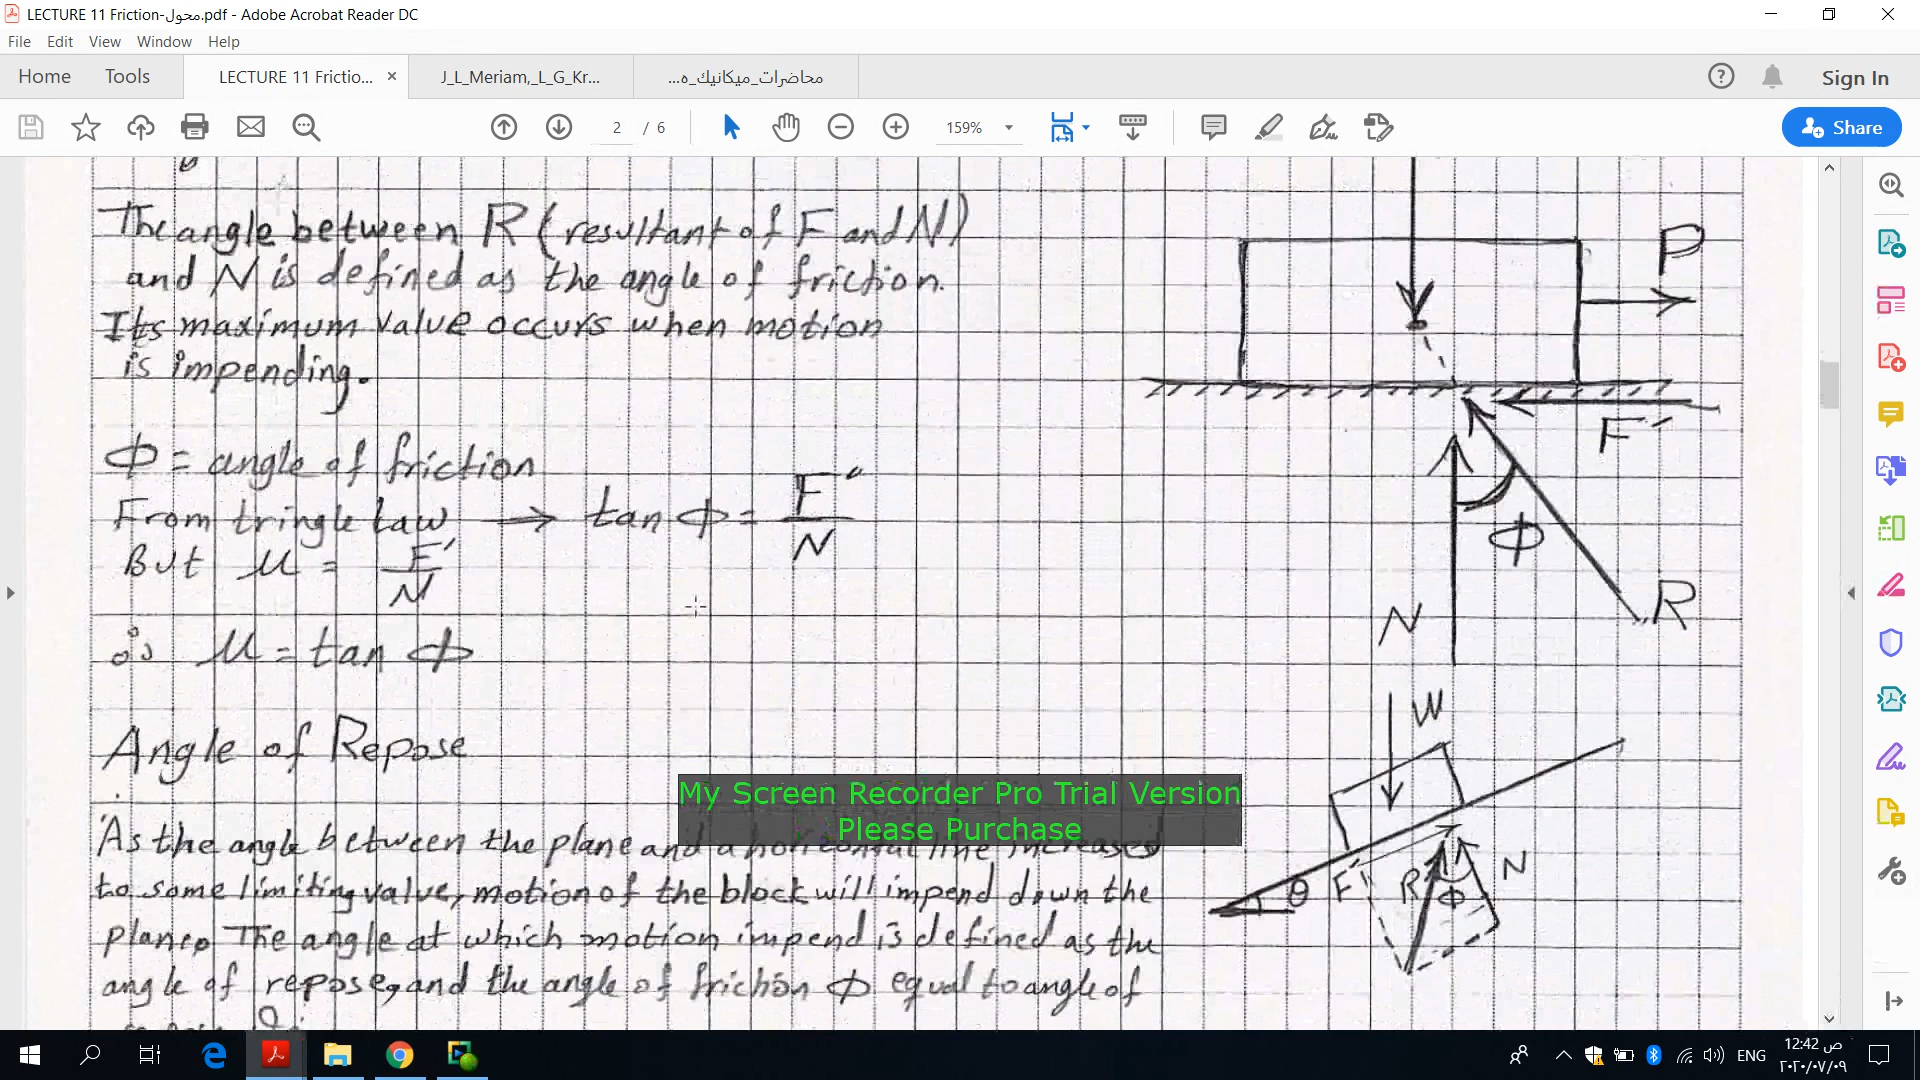 LECTURE 11 Friction-محول.pdf - Adobe Acrobat Reader DC
File Edit View Window Help
Home Tools LECTURE 11 Frictio... × J_L_Meriam,_L_G_Kr... محاضرات_ميكانيك_ه... Sign In
2 / 6 159% Share
The angle between R (resultant of F and N)
and N is defined as the angle of friction.
Its maximum value occurs when motion
is impending.
Φ = angle of friction
From tringle law → tan Φ = F″/N
But μ = F′/N
∴ μ = tan Φ
P
F′
Φ
N
R
Angle of Repose
As the angle between the plane and a horizontal line increases
to some limiting value, motion of the block will impend down the
plane. The angle at which motion impend is defined as the
angle of repose, and the angle of friction Φ equal to angle of
W
θ F′ R Φ N
My Screen Recorder Pro Trial Version
Please Purchase
ENG
12:42 ص
٢٠٢٠/٠٧/٠٩